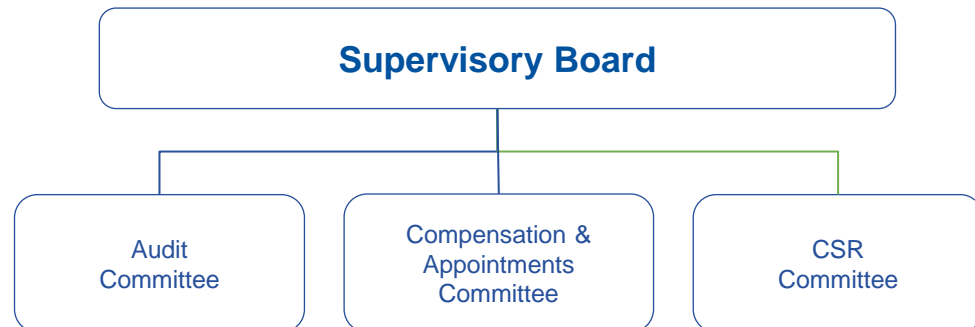 Supervisory Board
Audit
Committee
Compensation &
Appointments
Committee
CSR
Committee